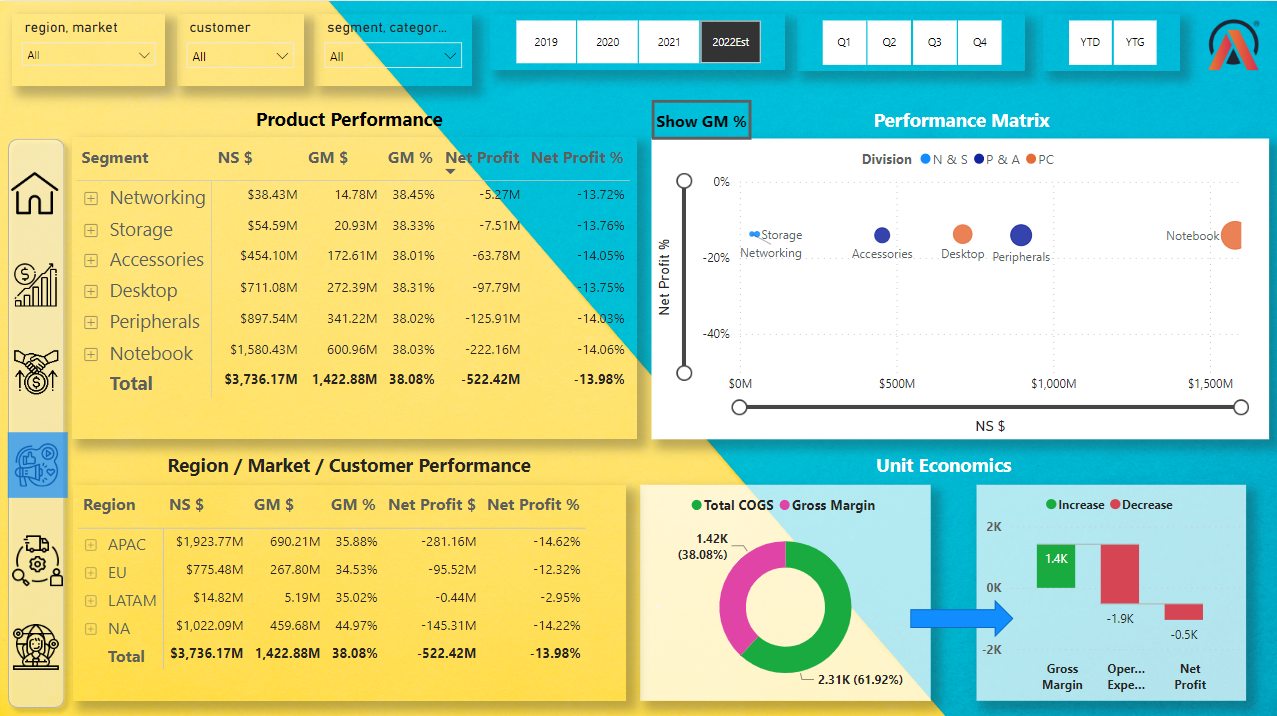 region, market
customer
segment, categor...
All
All
All
2019 2020 2021 2022Est
Q1 Q2 Q3 Q4
YTD YTG
Product Performance
Segment NS $ GM $ GM % Net Profit Net Profit %
Networking $38.43M 14.78M 38.45% -5.27M -13.72%
Storage $54.59M 20.93M 38.33% -7.51M -13.76%
Accessories $454.10M 172.61M 38.01% -63.78M -14.05%
Desktop $711.08M 272.39M 38.31% -97.79M -13.75%
Peripherals $897.54M 341.22M 38.02% -125.91M -14.03%
Notebook $1,580.43M 600.96M 38.03% -222.16M -14.06%
Total $3,736.17M 1,422.88M 38.08% -522.42M -13.98%
Show GM %
Performance Matrix
Division N & S P & A PC
Net Profit %
0%
-20%
-40%
Storage
Networking
Accessories
Desktop
Peripherals
Notebook
$0M $500M $1,000M $1,500M
NS $
Region / Market / Customer Performance
Region NS $ GM $ GM % Net Profit $ Net Profit %
APAC $1,923.77M 690.21M 35.88% -281.16M -14.62%
EU $775.48M 267.80M 34.53% -95.52M -12.32%
LATAM $14.82M 5.19M 35.02% -0.44M -2.95%
NA $1,022.09M 459.68M 44.97% -145.31M -14.22%
Total $3,736.17M 1,422.88M 38.08% -522.42M -13.98%
Unit Economics
Total COGS Gross Margin
1.42K
(38.08%)
2.31K (61.92%)
Increase Decrease
2K
0K
-2K
1.4K
-1.9K
-0.5K
Gross Oper... Net
Margin Expe... Profit